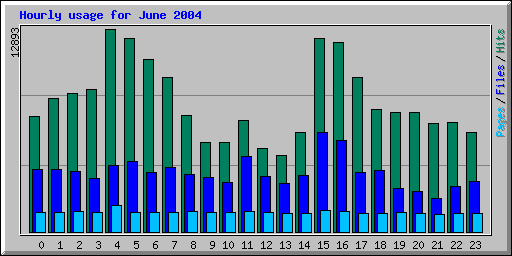 Hourly usage for June 2004
12893
Pages / Files / Hits
0 1 2 3 4 5 6 7 8 9 10 11 12 13 14 15 16 17 18 19 20 21 22 23